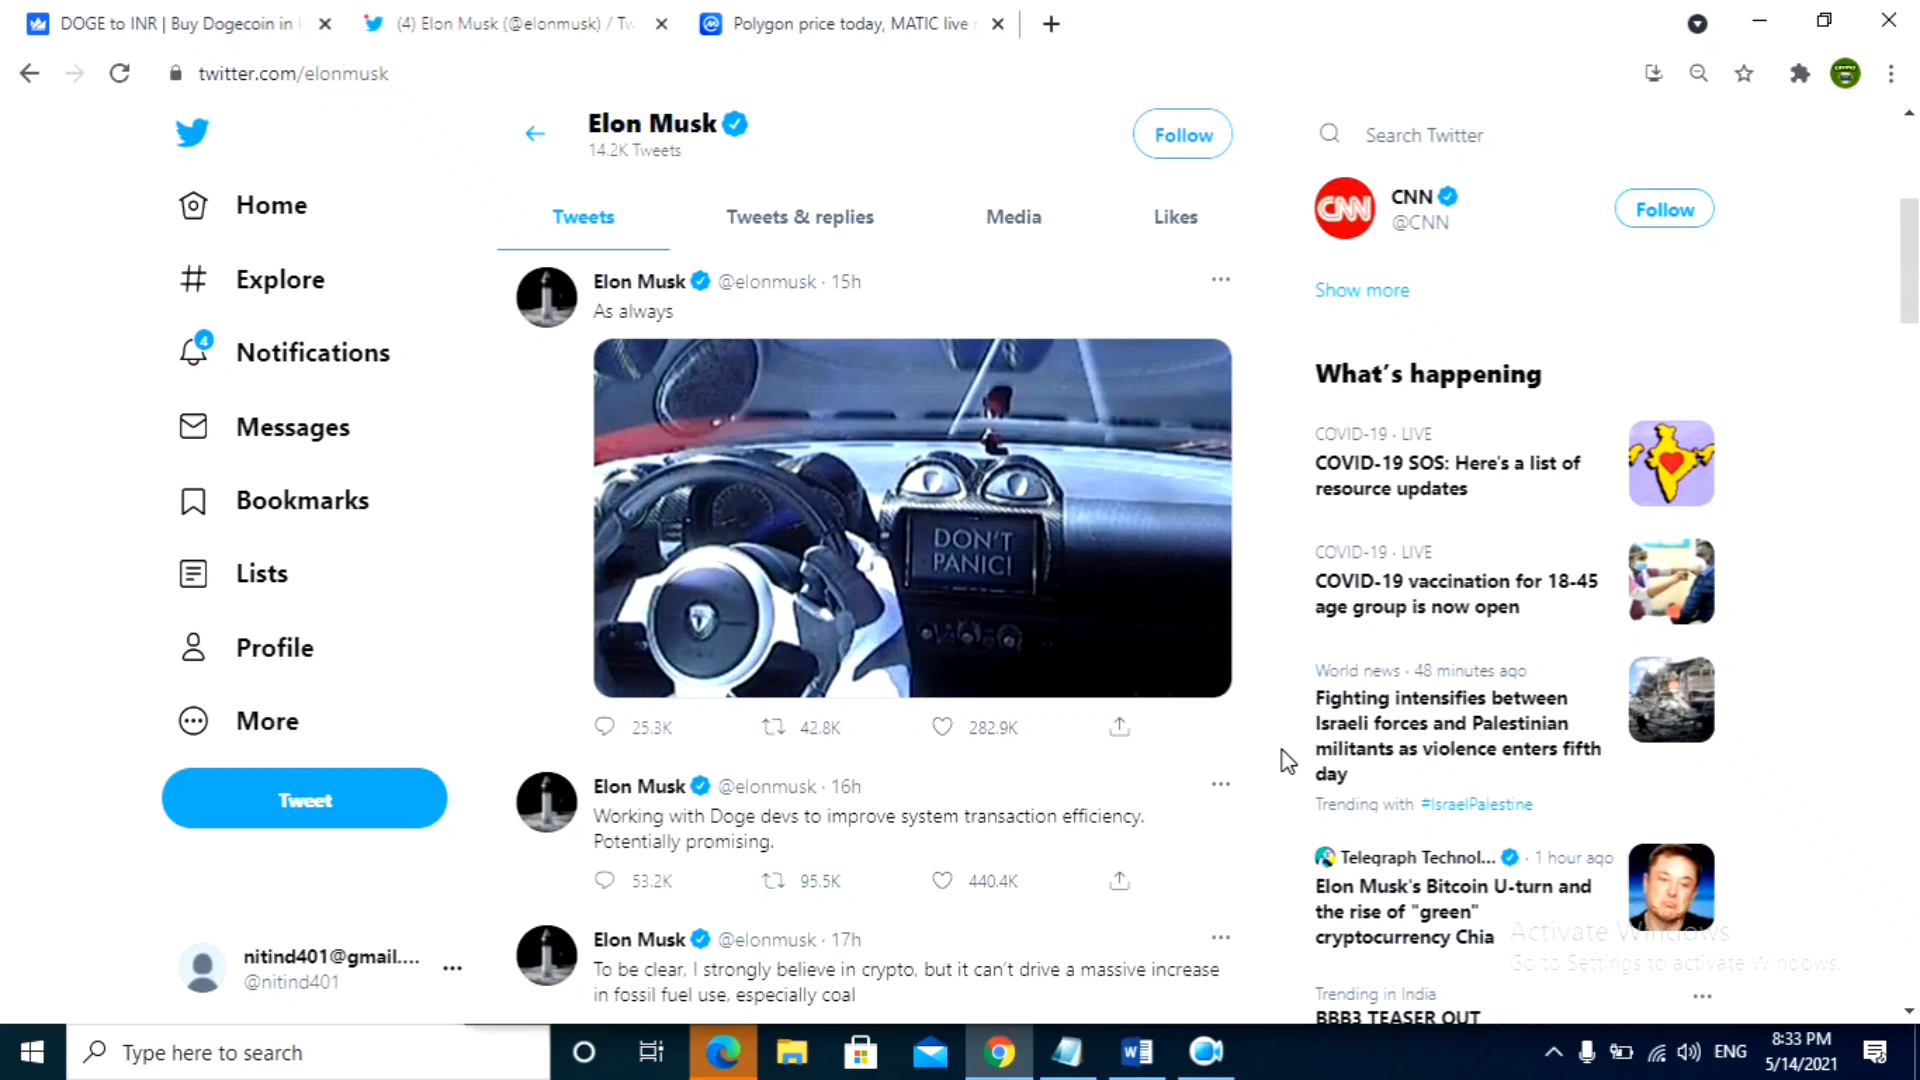 DOGE to INR | Buy Dogecoin in
(4) Elon Musk (@elonmusk) / Tw
Polygon price today, MATIC live
twitter.com/elonmusk
Elon Musk
14.2K Tweets
Follow
Search Twitter
Tweets
Tweets & replies
Media
Likes
Home
Explore
4
Notifications
Messages
Bookmarks
Lists
Profile
More
Tweet
nitind401@gmail....
@nitind401
Elon Musk @elonmusk · 15h
As always
DON'T
PANIC!
25.3K 42.8K 282.9K
Elon Musk @elonmusk · 16h
Working with Doge devs to improve system transaction efficiency.
Potentially promising.
53.2K 95.5K 440.4K
Elon Musk @elonmusk · 17h
To be clear, I strongly believe in crypto, but it can't drive a massive increase
in fossil fuel use, especially coal
CNN
CNN
@CNN
Follow
Show more
What's happening
COVID-19 · LIVE
COVID-19 SOS: Here's a list of
resource updates
COVID-19 · LIVE
COVID-19 vaccination for 18-45
age group is now open
World news · 48 minutes ago
Fighting intensifies between
Israeli forces and Palestinian
militants as violence enters fifth
day
Trending with #IsraelPalestine
Telegraph Technol... · 1 hour ago
Elon Musk's Bitcoin U-turn and
the rise of "green"
cryptocurrency Chia
Activate Windows
Go to Settings to activate Windows.
Trending in India
BBB3 TEASER OUT
Type here to search
ENG
8:33 PM
5/14/2021